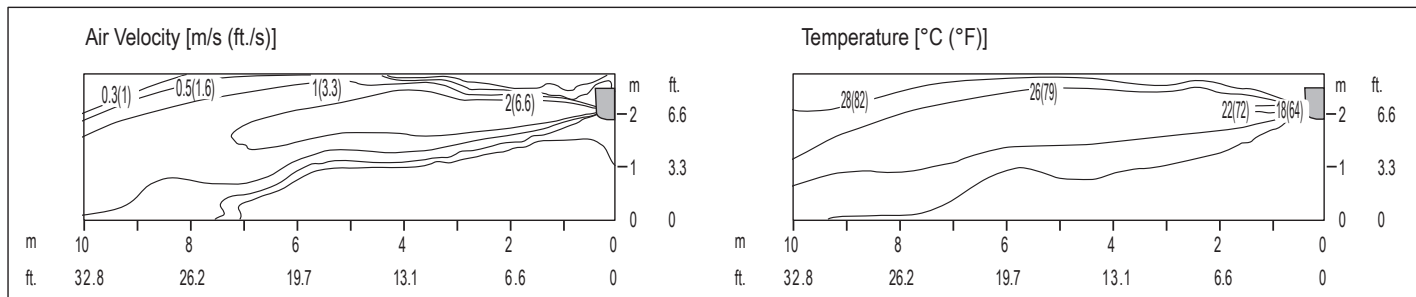 Air Velocity [m/s (ft./s)]
0.3(1)
0.5(1.6)
1(3.3)
2(6.6)
m ft.
2 6.6
1 3.3
0 0
m 10 8 6 4 2 0
ft. 32.8 26.2 19.7 13.1 6.6 0
Temperature [°C (°F)]
28(82)
26(79)
22(72)
18(64)
m ft.
2 6.6
1 3.3
0 0
m 10 8 6 4 2 0
ft. 32.8 26.2 19.7 13.1 6.6 0